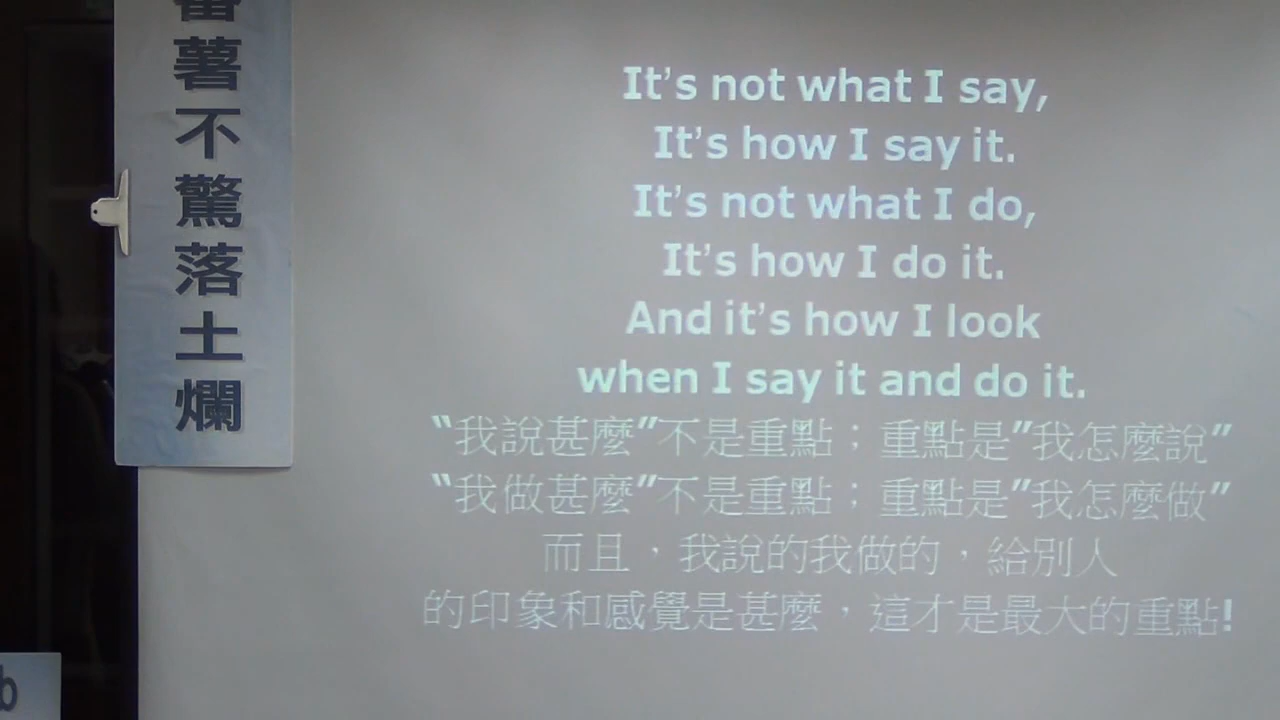 番薯不驚落土爛
It's not what I say,
It's how I say it.
It's not what I do,
It's how I do it.
And it's how I look
when I say it and do it.
“我說甚麼”不是重點；重點是”我怎麼說”
“我做甚麼”不是重點；重點是”我怎麼做”
而且，我說的我做的，給別人
的印象和感覺是甚麼，這才是最大的重點!